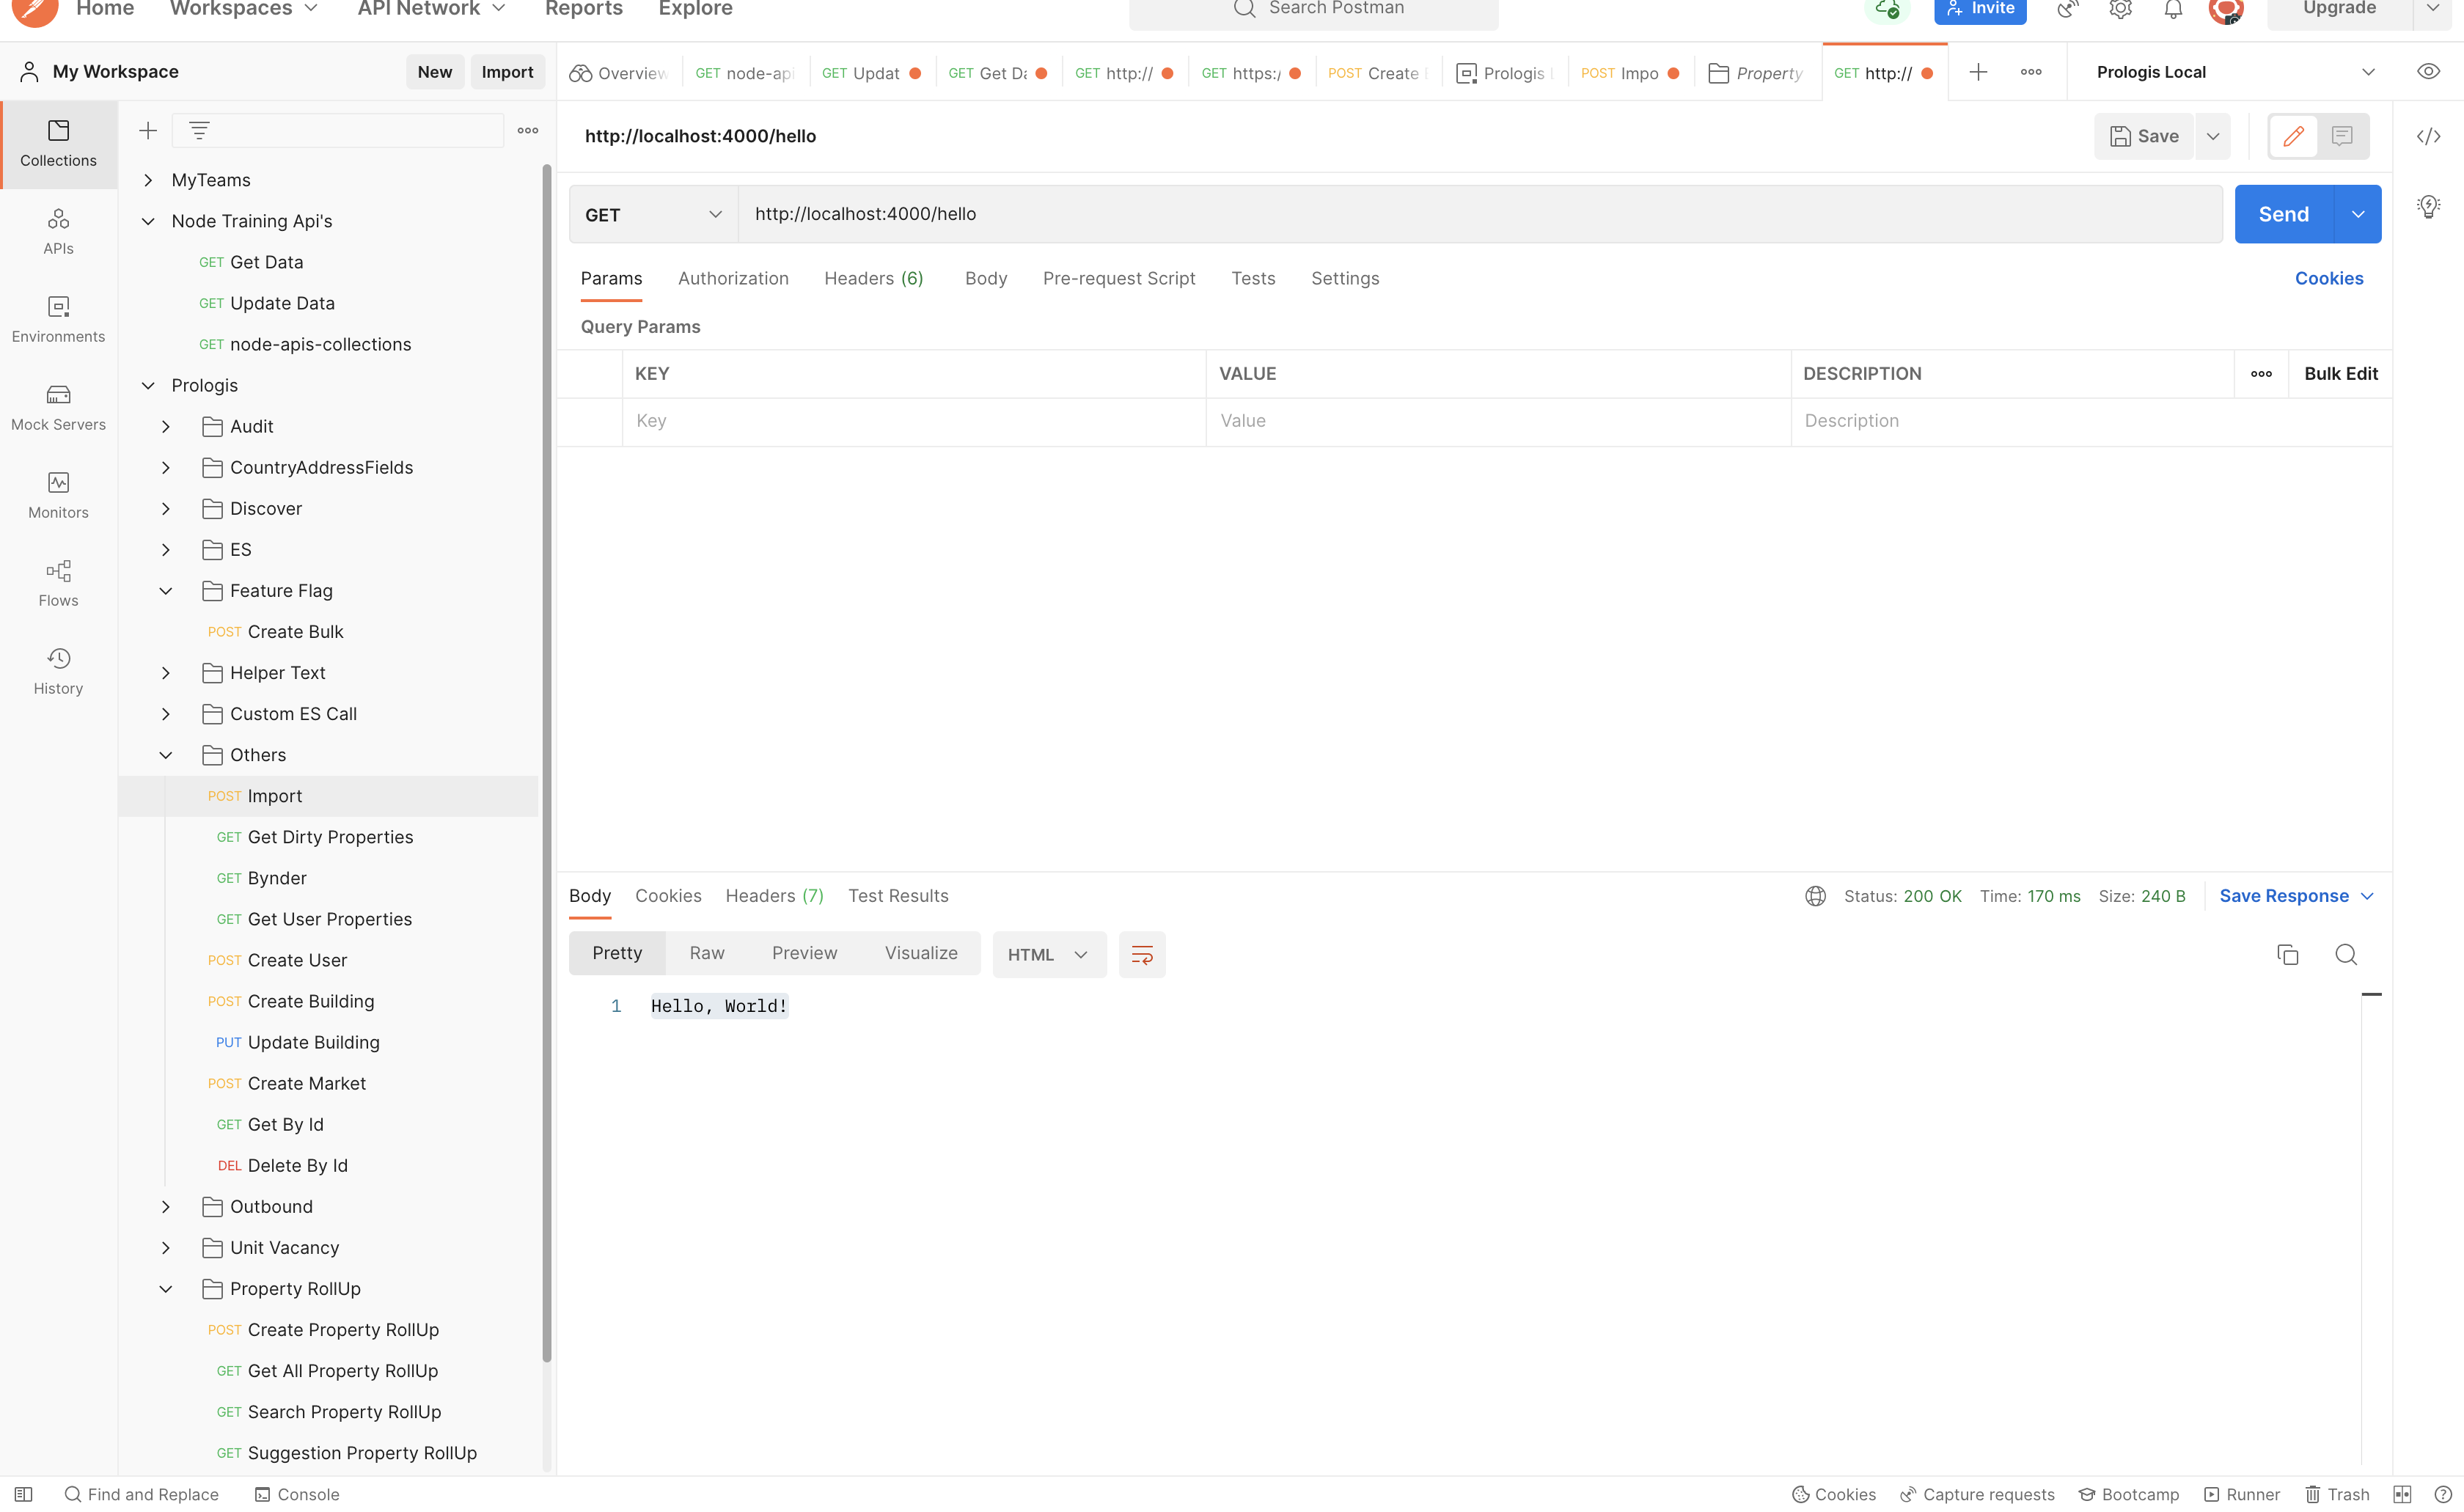 Home Workspaces API Network Reports Explore Search Postman Invite Upgrade
My Workspace New Import
Overview GET node-api GET Updat GET Get Da GET http:// GET https:/ POST Create Prologis POST Impo Property GET http:// Prologis Local
Collections
APIs
Environments
Mock Servers
Monitors
Flows
History
MyTeams
Node Training Api's
GET Get Data
GET Update Data
GET node-apis-collections
Prologis
Audit
CountryAddressFields
Discover
ES
Feature Flag
POST Create Bulk
Helper Text
Custom ES Call
Others
POST Import
GET Get Dirty Properties
GET Bynder
GET Get User Properties
POST Create User
POST Create Building
PUT Update Building
POST Create Market
GET Get By Id
DEL Delete By Id
Outbound
Unit Vacancy
Property RollUp
POST Create Property RollUp
GET Get All Property RollUp
GET Search Property RollUp
GET Suggestion Property RollUp
http://localhost:4000/hello Save
GET http://localhost:4000/hello Send
Params Authorization Headers (6) Body Pre-request Script Tests Settings Cookies
Query Params
KEY VALUE DESCRIPTION Bulk Edit
Key Value Description
Body Cookies Headers (7) Test Results Status: 200 OK Time: 170 ms Size: 240 B Save Response
Pretty Raw Preview Visualize HTML
1 Hello, World!
Find and Replace Console Cookies Capture requests Bootcamp Runner Trash